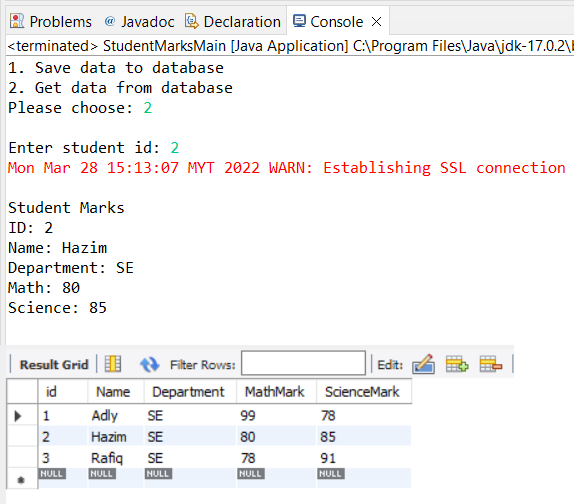 Problems @ Javadoc Declaration Console
<terminated> StudentMarksMain [Java Application] C:\Program Files\Java\jdk-17.0.2\b
1. Save data to database
2. Get data from database
Please choose: 2
Enter student id: 2
Mon Mar 28 15:13:07 MYT 2022 WARN: Establishing SSL connection
Student Marks
ID: 2
Name: Hazim
Department: SE
Math: 80
Science: 85
Result Grid Filter Rows: Edit:
id Name Department MathMark ScienceMark
1 Adly SE 99 78
2 Hazim SE 80 85
3 Rafiq SE 78 91
NULL NULL NULL NULL NULL